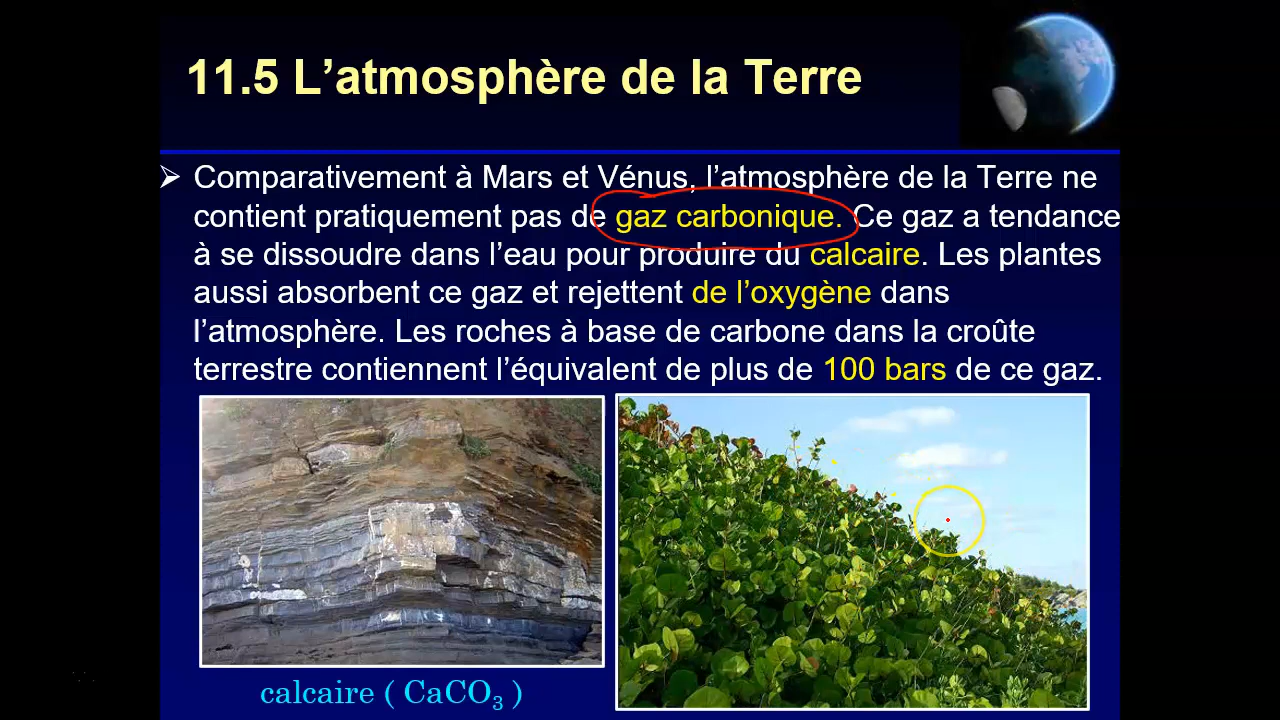 11.5 L’atmosphère de la Terre
➢ Comparativement à Mars et Vénus, l’atmosphère de la Terre ne
contient pratiquement pas de gaz carbonique. Ce gaz a tendance
à se dissoudre dans l’eau pour produire du calcaire. Les plantes
aussi absorbent ce gaz et rejettent de l’oxygène dans
l’atmosphère. Les roches à base de carbone dans la croûte
terrestre contiennent l’équivalent de plus de 100 bars de ce gaz.
calcaire ( CaCO₃ )